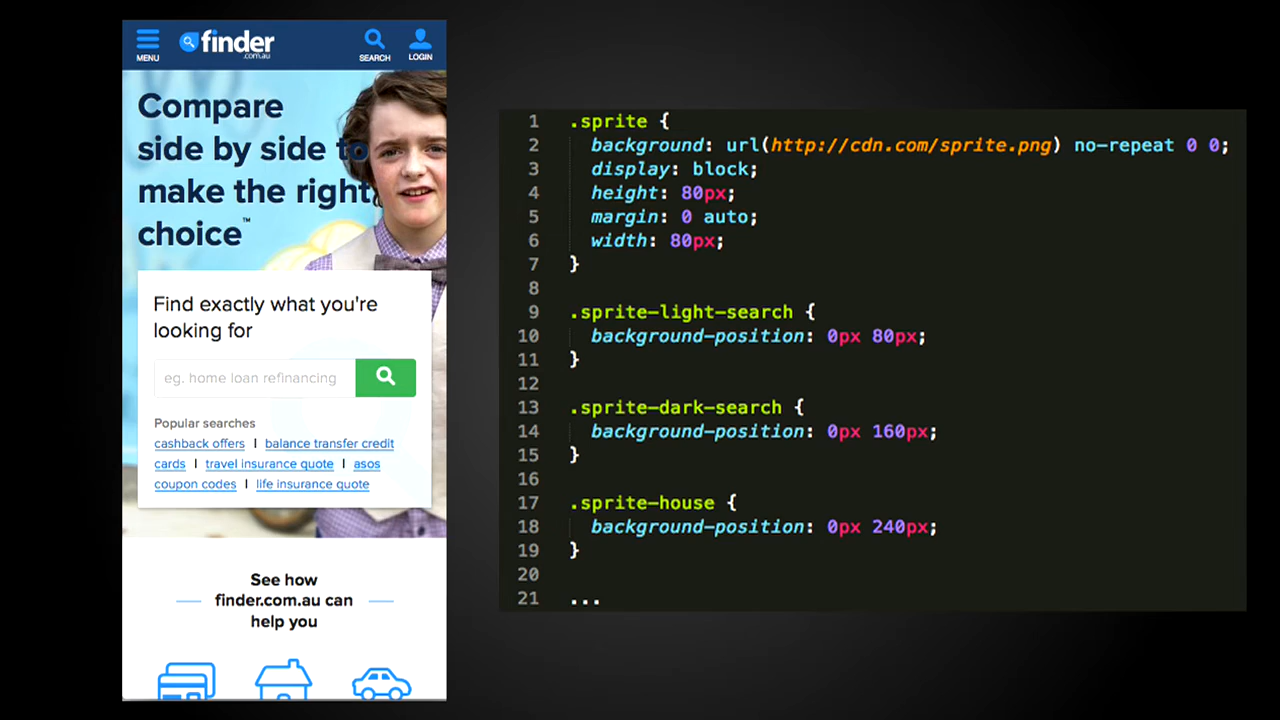 MENU
finder
.com.au
SEARCH
LOGIN
Compare
side by side to
make the right
choice™
Find exactly what you're
looking for
eg. home loan refinancing
Popular searches
cashback offers | balance transfer credit
cards | travel insurance quote | asos
coupon codes | life insurance quote
See how
finder.com.au can
help you
1 .sprite {
2 background: url(http://cdn.com/sprite.png) no-repeat 0 0;
3 display: block;
4 height: 80px;
5 margin: 0 auto;
6 width: 80px;
7 }
8
9 .sprite-light-search {
10 background-position: 0px 80px;
11 }
12
13 .sprite-dark-search {
14 background-position: 0px 160px;
15 }
16
17 .sprite-house {
18 background-position: 0px 240px;
19 }
20
21 ...